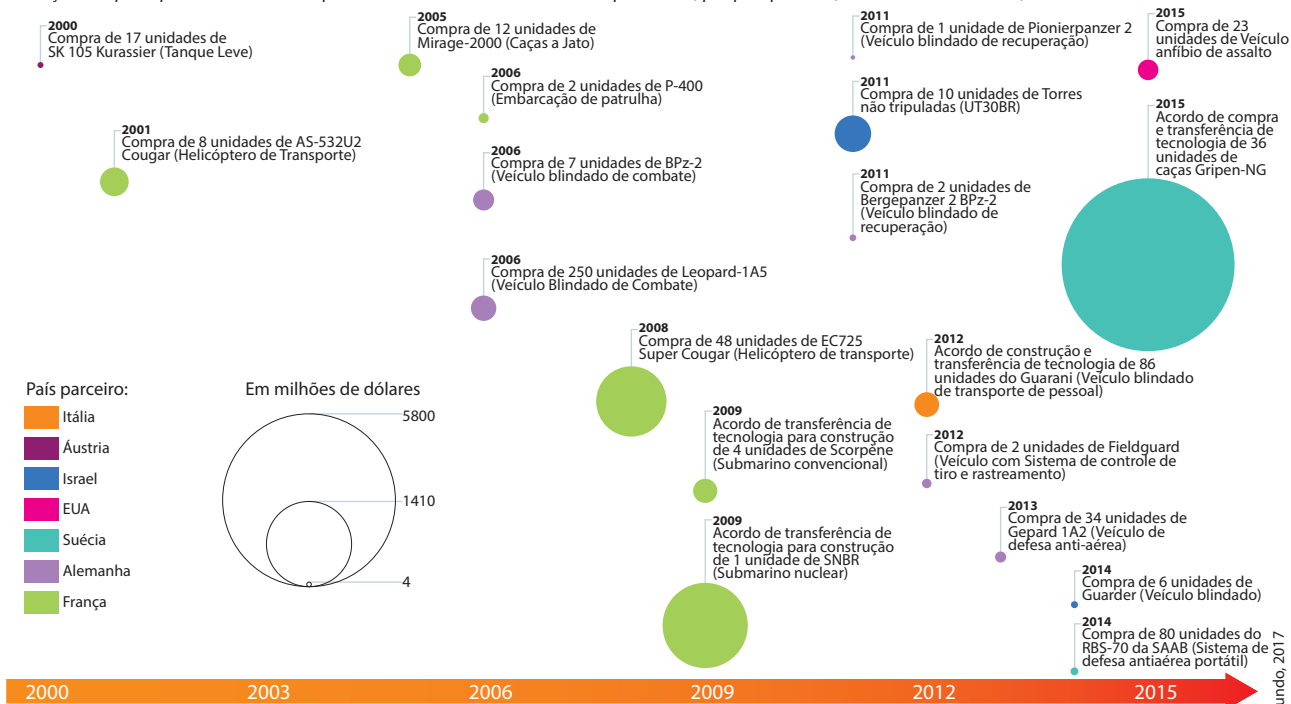 2000
Compra de 17 unidades de
SK 105 Kurassier (Tanque Leve)
2001
Compra de 8 unidades de AS-532U2
Cougar (Helicóptero de Transporte)
2005
Compra de 12 unidades de
Mirage-2000 (Caças a Jato)
2006
Compra de 2 unidades de P-400
(Embarcação de patrulha)
2006
Compra de 7 unidades de BPz-2
(Veículo blindado de combate)
2006
Compra de 250 unidades de Leopard-1A5
(Veículo Blindado de Combate)
2008
Compra de 48 unidades de EC725
Super Cougar (Helicóptero de transporte)
2009
Acordo de transferência de
tecnologia para construção
de 4 unidades de Scorpène
(Submarino convencional)
2009
Acordo de transferência de
tecnologia para construção
de 1 unidade de SNBR
(Submarino nuclear)
2011
Compra de 1 unidade de Pionierpanzer 2
(Veículo blindado de recuperação)
2011
Compra de 10 unidades de Torres
não tripuladas (UT30BR)
2011
Compra de 2 unidades de
Bergepanzer 2 BPz-2
(Veículo blindado de
recuperação)
2012
Acordo de construção e
transferência de tecnologia de 86
unidades do Guarani (Veículo blindado
de transporte de pessoal)
2012
Compra de 2 unidades de Fieldguard
(Veículo com Sistema de controle de
tiro e rastreamento)
2013
Compra de 34 unidades de
Gepard 1A2 (Veículo de
defesa anti-aérea)
2014
Compra de 6 unidades de
Guarder (Veículo blindado)
2014
Compra de 80 unidades do
RBS-70 da SAAB (Sistema de
defesa antiaérea portátil)
2015
Compra de 23
unidades de Veículo
anfíbio de assalto
2015
Acordo de compra
e transferência de
tecnologia de 36
unidades de
caças Gripen-NG
País parceiro:
Itália
Áustria
Israel
EUA
Suécia
Alemanha
França
Em milhões de dólares
5800
1410
4
2000
2003
2006
2009
2012
2015
undo, 2017